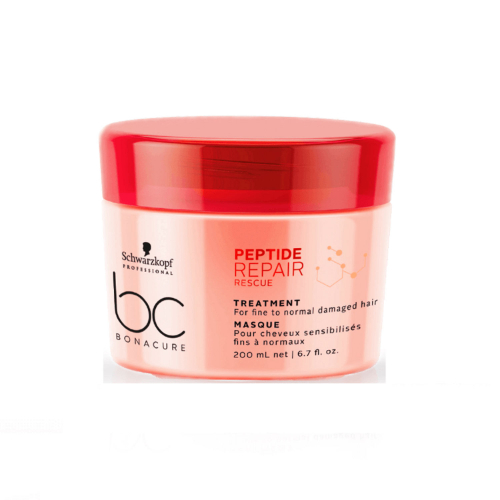 Schwarzkopf
PROFESSIONAL
bc
BONACURE
PEPTIDE
REPAIR
RESCUE
TREATMENT
For fine to normal damaged hair
MASQUE
Pour cheveux sensibilisés
fins à normaux
200 mL net | 6.7 fl. oz.